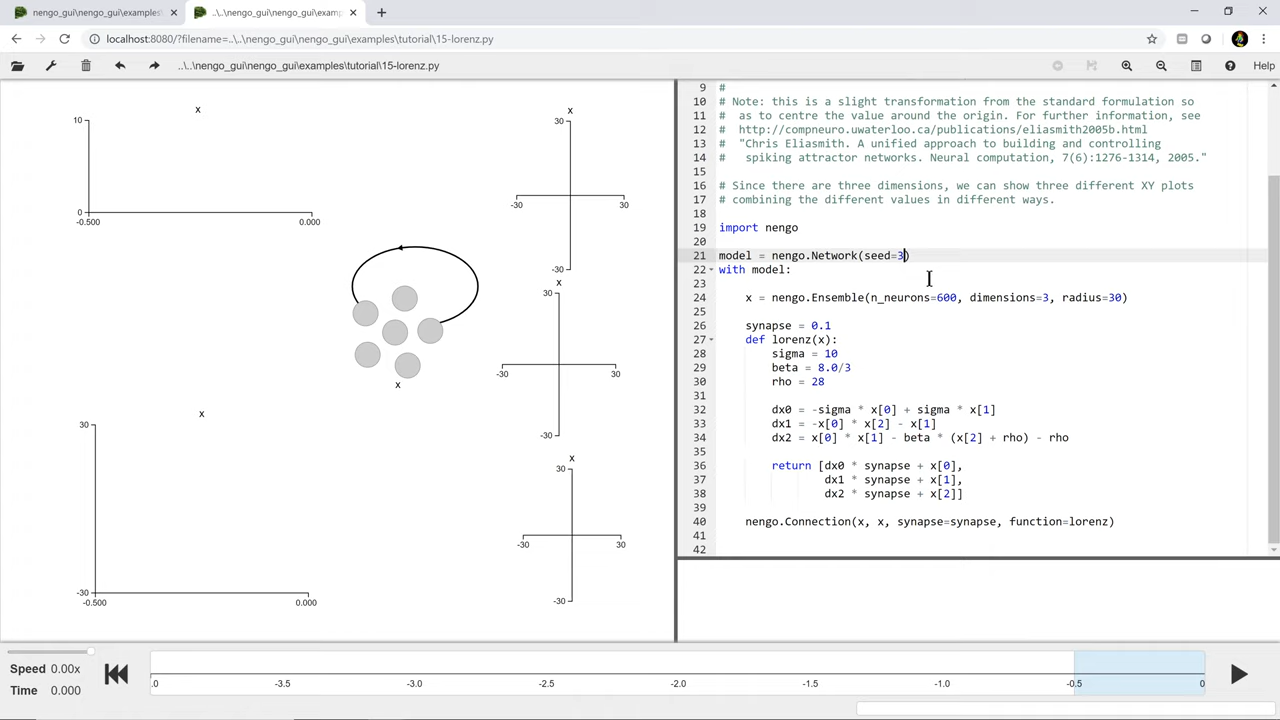 nengo_gui\nengo_gui\examples\
..\..\nengo_gui\nengo_gui\examp
localhost:8080/?filename=..\..\nengo_gui\nengo_gui\examples\tutorial\15-lorenz.py
..\..\nengo_gui\nengo_gui\examples\tutorial\15-lorenz.py
Help
x
10
0
-0.500
0.000
x
30
-30
30
-30
x
30
-30
30
-30
x
x
30
-30
-0.500
0.000
x
30
-30
30
-30
9 #
10 # Note: this is a slight transformation from the standard formulation so
11 # as to centre the value around the origin. For further information, see
12 # http://compneuro.uwaterloo.ca/publications/eliasmith2005b.html
13 # "Chris Eliasmith. A unified approach to building and controlling
14 # spiking attractor networks. Neural computation, 7(6):1276-1314, 2005."
15
16 # Since there are three dimensions, we can show three different XY plots
17 # combining the different values in different ways.
18
19 import nengo
20
21 model = nengo.Network(seed=3)
22 with model:
23
24 x = nengo.Ensemble(n_neurons=600, dimensions=3, radius=30)
25
26 synapse = 0.1
27 def lorenz(x):
28 sigma = 10
29 beta = 8.0/3
30 rho = 28
31
32 dx0 = -sigma * x[0] + sigma * x[1]
33 dx1 = -x[0] * x[2] - x[1]
34 dx2 = x[0] * x[1] - beta * (x[2] + rho) - rho
35
36 return [dx0 * synapse + x[0],
37 dx1 * synapse + x[1],
38 dx2 * synapse + x[2]]
39
40 nengo.Connection(x, x, synapse=synapse, function=lorenz)
41
42
Speed 0.00x
Time 0.000
.0 -3.5 -3.0 -2.5 -2.0 -1.5 -1.0 -0.5 0